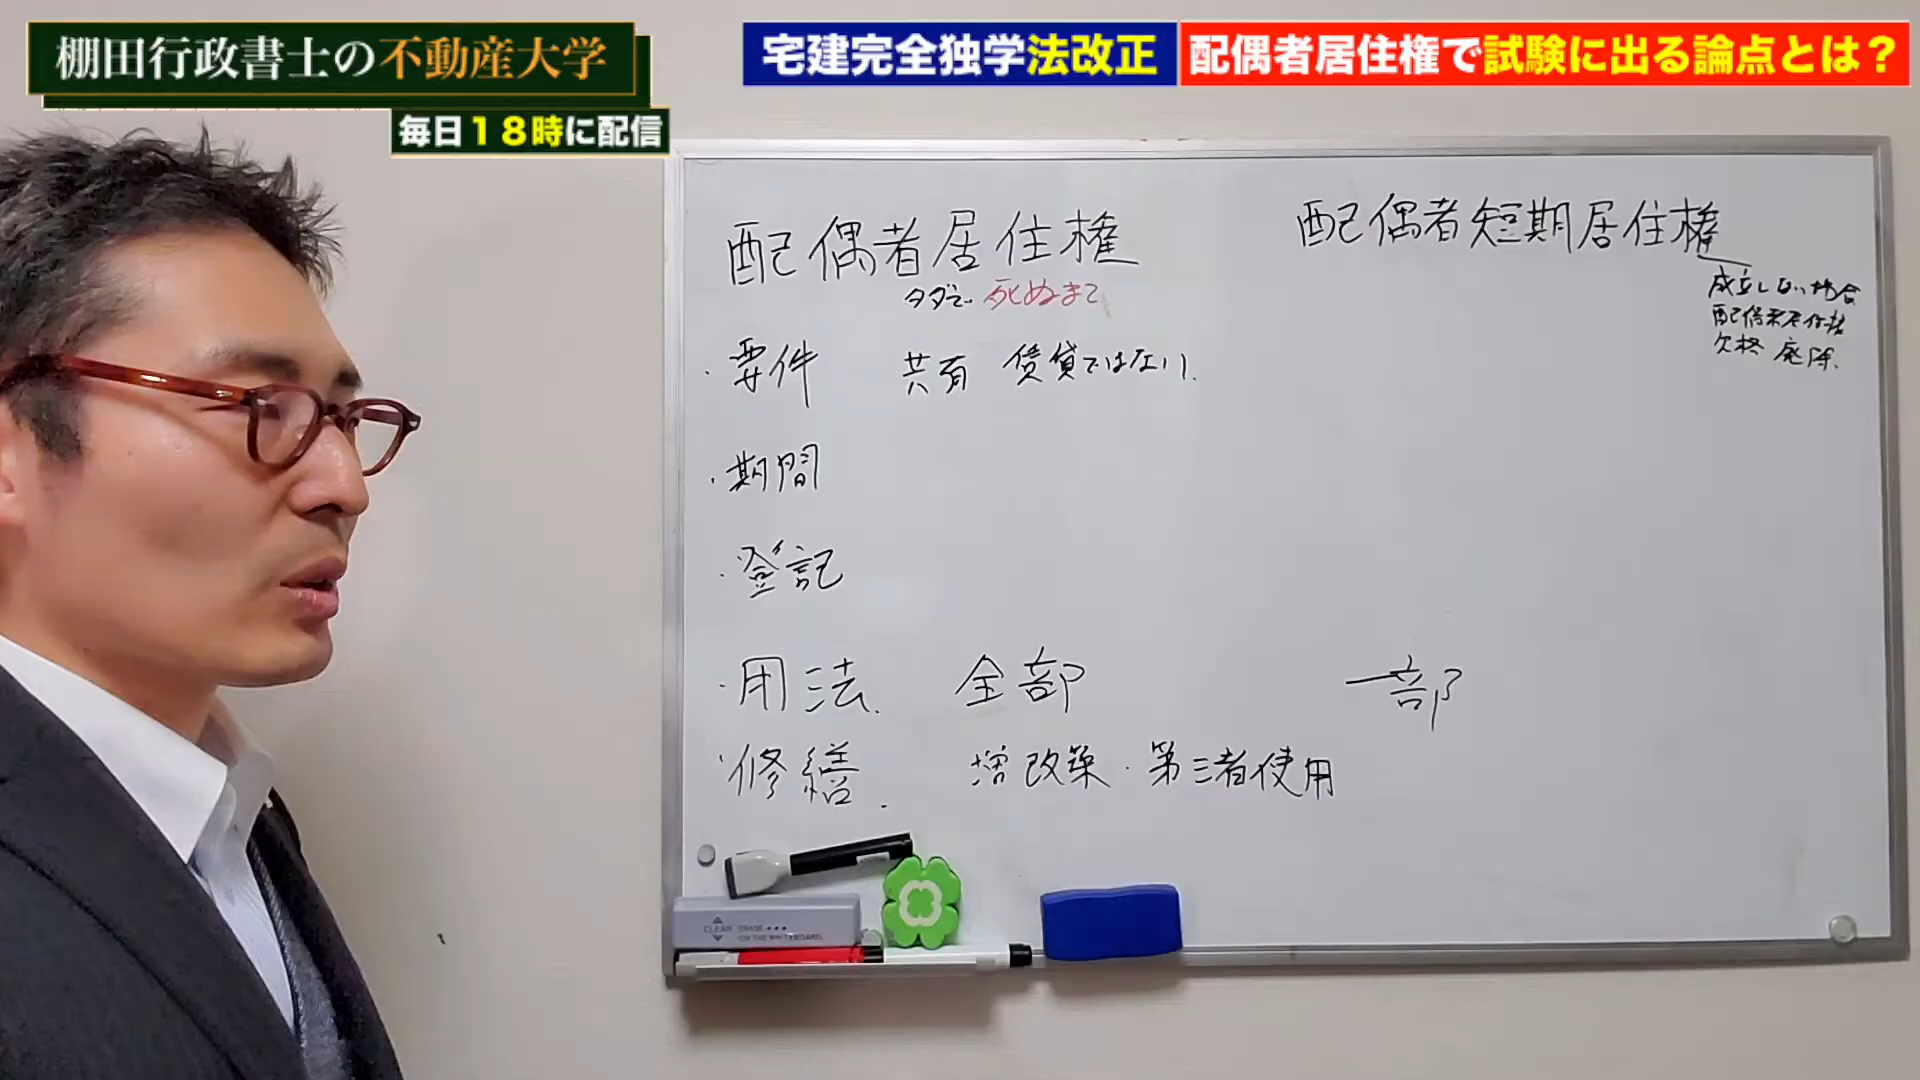 棚田行政書士の不動産大学
毎日18時に配信
宅建完全独学法改正
配偶者居住権で試験に出る論点とは?
配偶者居住権
タダで 死ぬまで
・要件 共有 賃貸ではない
・期間
・登記
・用法 全部 一部
・修繕 増改築・第三者使用
配偶者短期居住権
成立しない場合
配偶者居住権
欠格 廃除
CLEAN ERASE
ON THE WHITEBOARD.